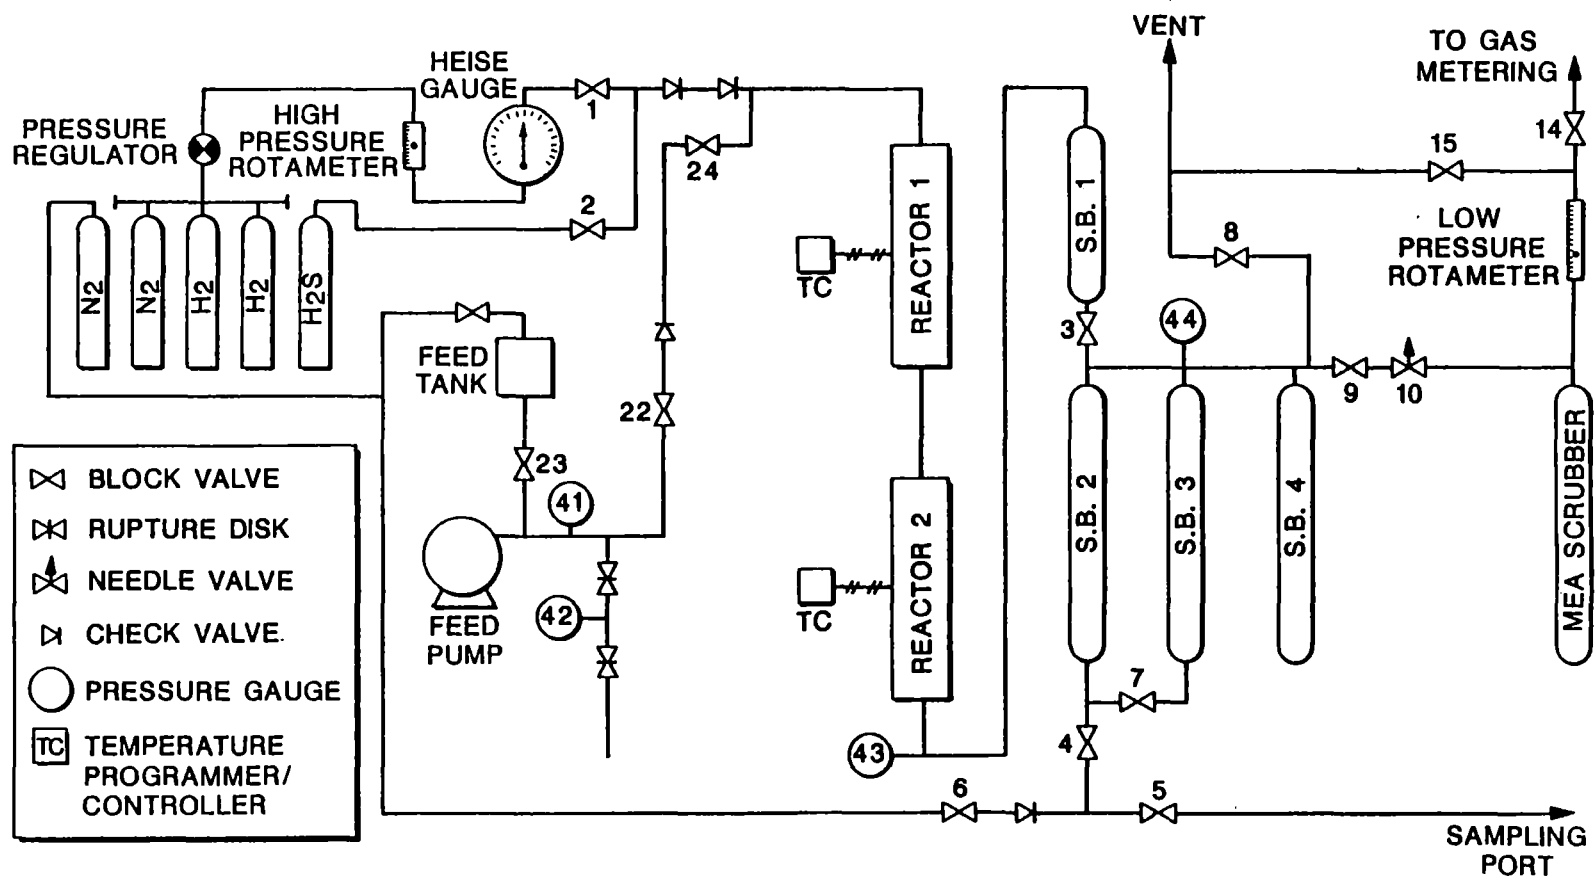 VENT
TO GAS
METERING
HEISE
GAUGE
1
14
PRESSURE
REGULATOR
HIGH
PRESSURE
ROTAMETER
24
15
2
8
LOW
PRESSURE
ROTAMETER
N2
N2
H2
H2
H2S
TC
REACTOR 1
S.B. 1
3
44
FEED
TANK
22
9
10
23
41
BLOCK VALVE
RUPTURE DISK
NEEDLE VALVE
CHECK VALVE.
PRESSURE GAUGE
TC
TEMPERATURE
PROGRAMMER/
CONTROLLER
42
FEED
PUMP
TC
REACTOR 2
S.B. 2
S.B. 3
S.B. 4
MEA SCRUBBER
7
4
43
6
5
SAMPLING
PORT